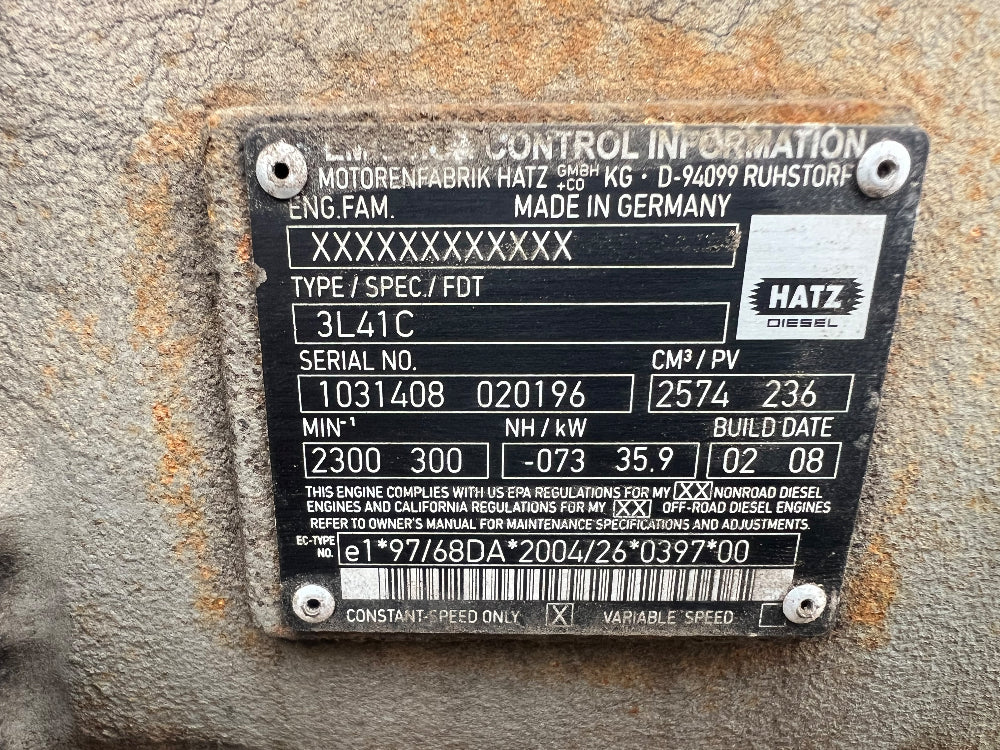 CONTROL INFORMATION
MOTORENFABRIK HATZ GMBH +CO KG · D-94099 RUHSTORF
ENG.FAM. MADE IN GERMANY
XXXXXXXXXXXX
TYPE / SPEC. / FDT
HATZ
DIESEL
3L41C
SERIAL NO. CM³ / PV
1031408 020196 2574 236
MIN⁻¹ NH / kW BUILD DATE
2300 300 -073 35.9 02 08
THIS ENGINE COMPLIES WITH US EPA REGULATIONS FOR MY XX NONROAD DIESEL
ENGINES AND CALIFORNIA REGULATIONS FOR MY XX OFF-ROAD DIESEL ENGINES
REFER TO OWNER'S MANUAL FOR MAINTENANCE SPECIFICATIONS AND ADJUSTMENTS.
EC-TYPE NO. e1*97/68DA*2004/26*0397*00
CONSTANT-SPEED ONLY X VARIABLE SPEED